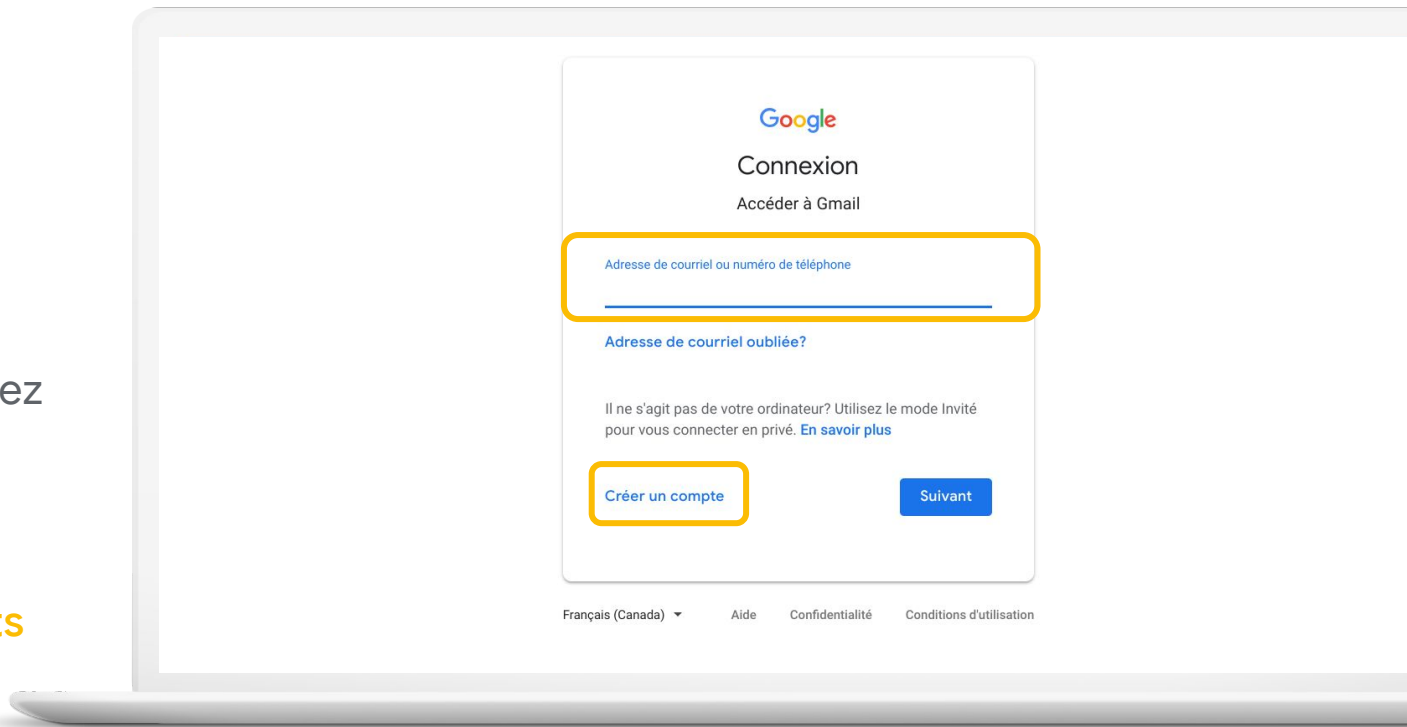 Google
Connexion
Accéder à Gmail
Adresse de courriel ou numéro de téléphone
Adresse de courriel oubliée?
ez
Il ne s'agit pas de votre ordinateur? Utilisez le mode Invité
pour vous connecter en privé. En savoir plus
Créer un compte
Suivant
ts
Français (Canada)
Aide
Confidentialité
Conditions d'utilisation